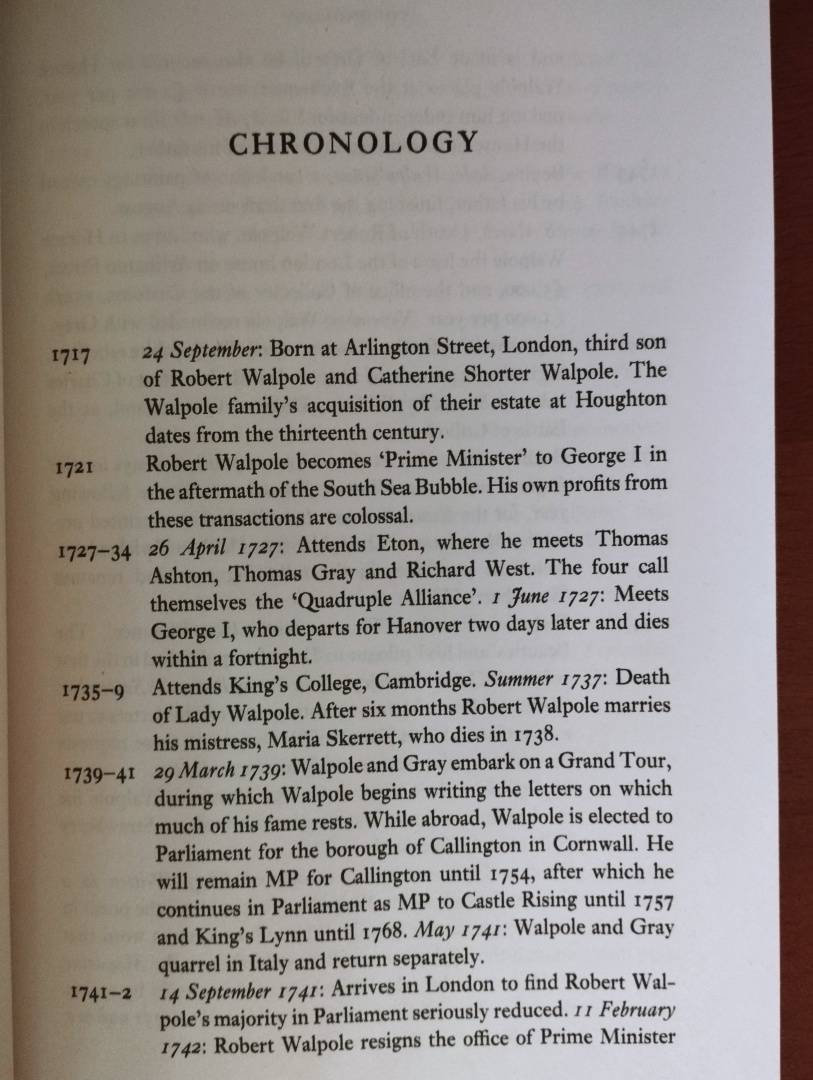 CHRONOLOGY
1717 24 September: Born at Arlington Street, London, third son
of Robert Walpole and Catherine Shorter Walpole. The
Walpole family's acquisition of their estate at Houghton
dates from the thirteenth century.
1721 Robert Walpole becomes 'Prime Minister' to George I in
the aftermath of the South Sea Bubble. His own profits from
these transactions are colossal.
1727–34 26 April 1727: Attends Eton, where he meets Thomas
Ashton, Thomas Gray and Richard West. The four call
themselves the 'Quadruple Alliance'. 1 June 1727: Meets
George I, who departs for Hanover two days later and dies
within a fortnight.
1735–9 Attends King's College, Cambridge. Summer 1737: Death
of Lady Walpole. After six months Robert Walpole marries
his mistress, Maria Skerrett, who dies in 1738.
1739–41 29 March 1739: Walpole and Gray embark on a Grand Tour,
during which Walpole begins writing the letters on which
much of his fame rests. While abroad, Walpole is elected to
Parliament for the borough of Callington in Cornwall. He
will remain MP for Callington until 1754, after which he
continues in Parliament as MP to Castle Rising until 1757
and King's Lynn until 1768. May 1741: Walpole and Gray
quarrel in Italy and return separately.
1741–2 14 September 1741: Arrives in London to find Robert Wal-
pole's majority in Parliament seriously reduced. 11 February
1742: Robert Walpole resigns the office of Prime Minister